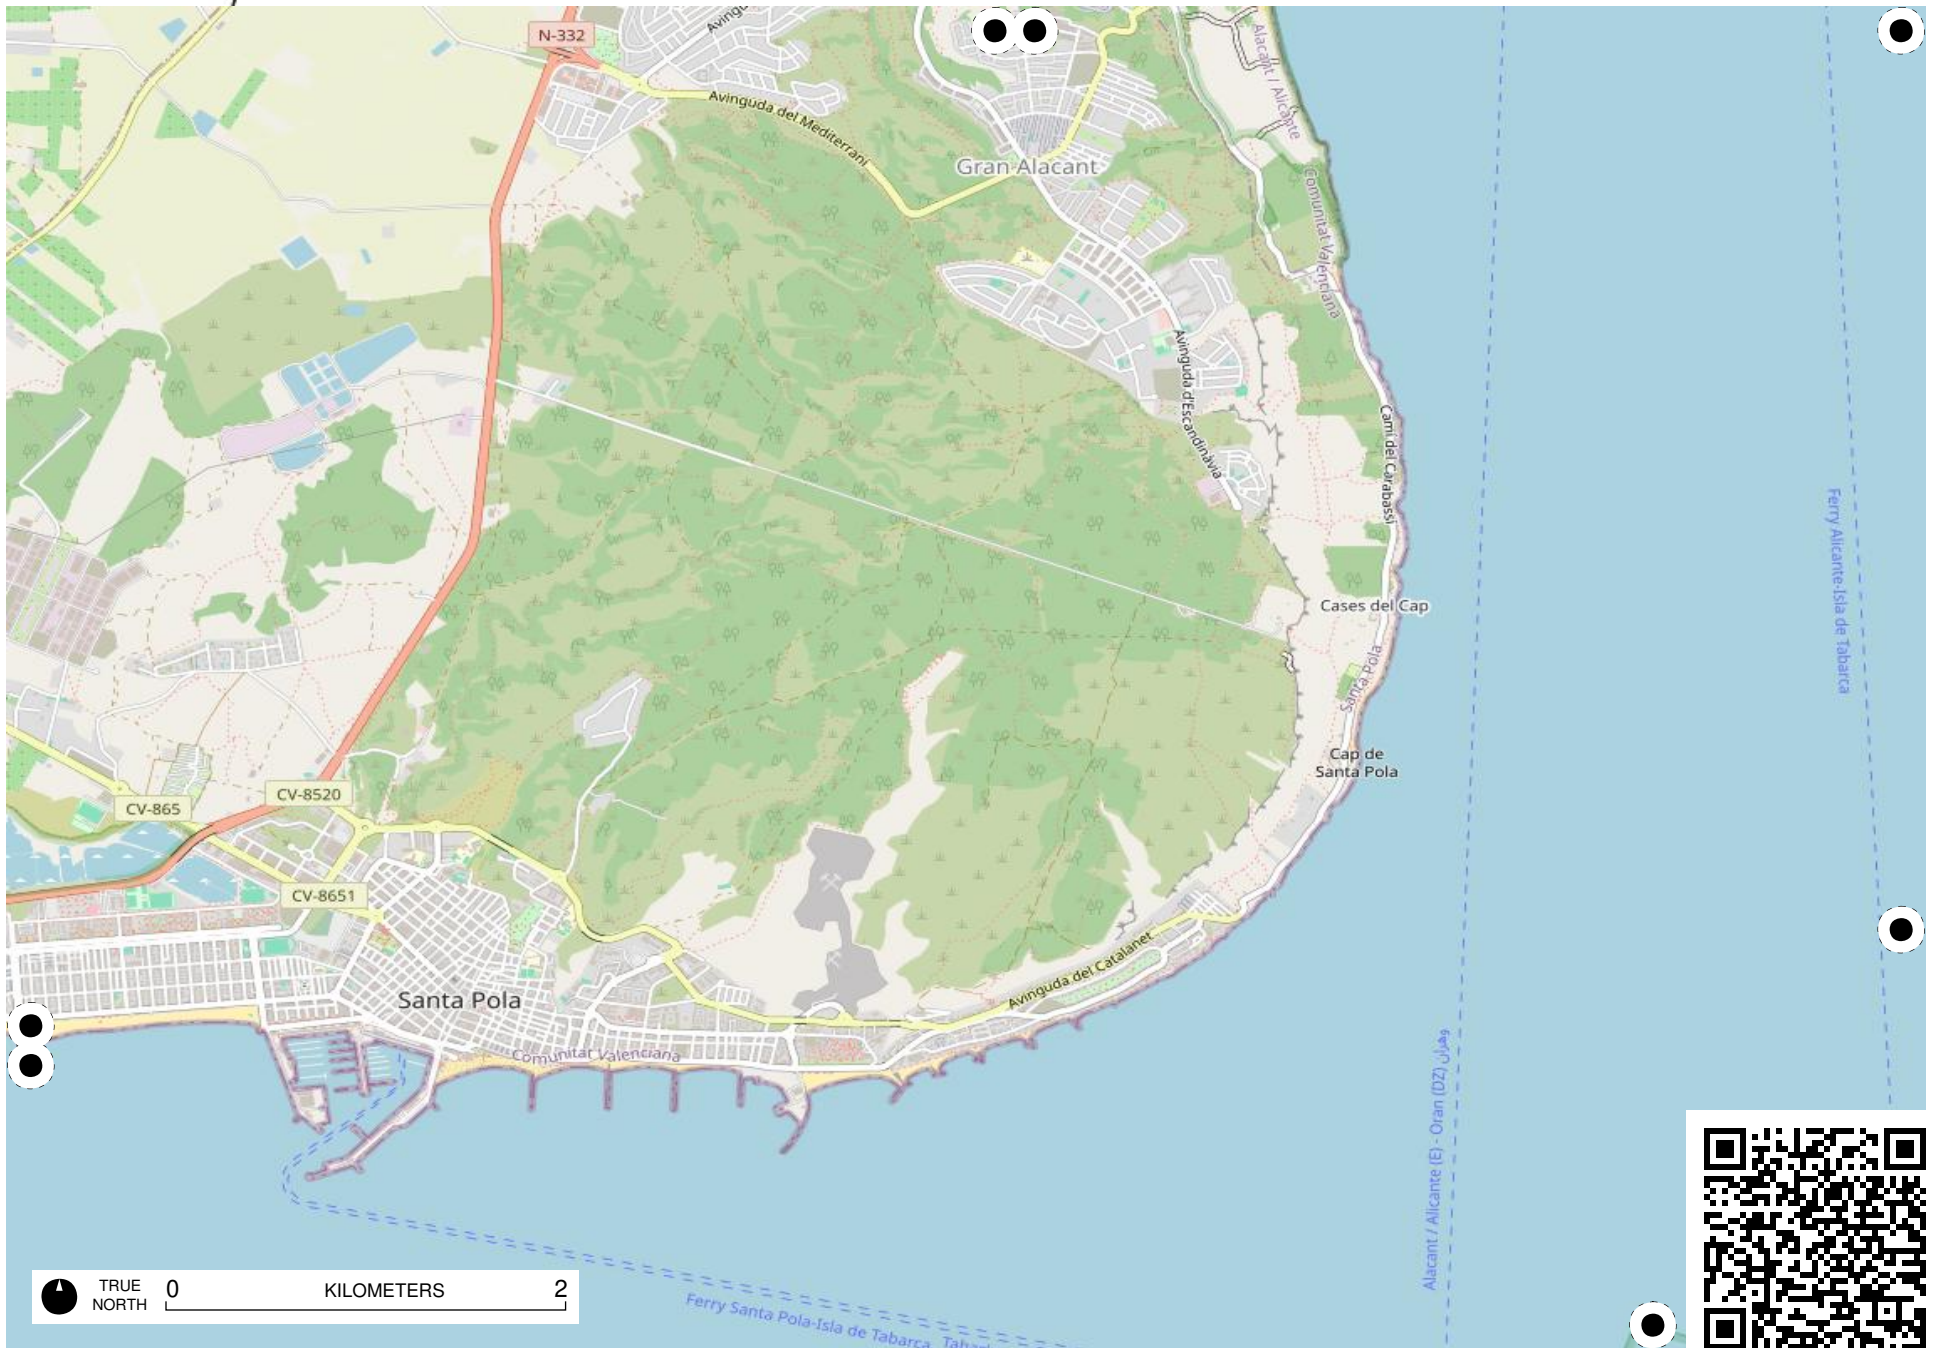 N-332
Avingu
Avinguda del Mediterrani
Gran Alacant
Alacant / Alicante
Comunitat Valenciana
Avinguda d'Escandinàvia
Camí del Carabassí
Cases del Cap
Santa Pola
Cap de
Santa Pola
Ferry Alicante-Isla de Tabarca
CV-8520
CV-865
CV-8651
Santa Pola
Avinguda del Catalanet
Comunitat Valenciana
Alacant / Alicante (E) - Oran (DZ) وهران
Ferry Santa Pola-Isla de Tabarca
TRUE
NORTH
0 KILOMETERS 2